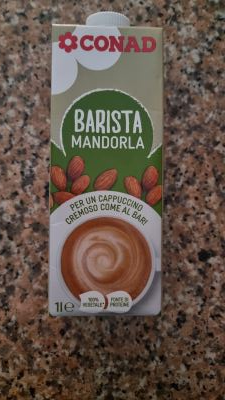 CONAD
BARISTA
MANDORLA
PER UN CAPPUCCINO
CREMOSO COME AL BAR!
1l e
100%
VEGETALE*
FONTE DI
PROTEINE